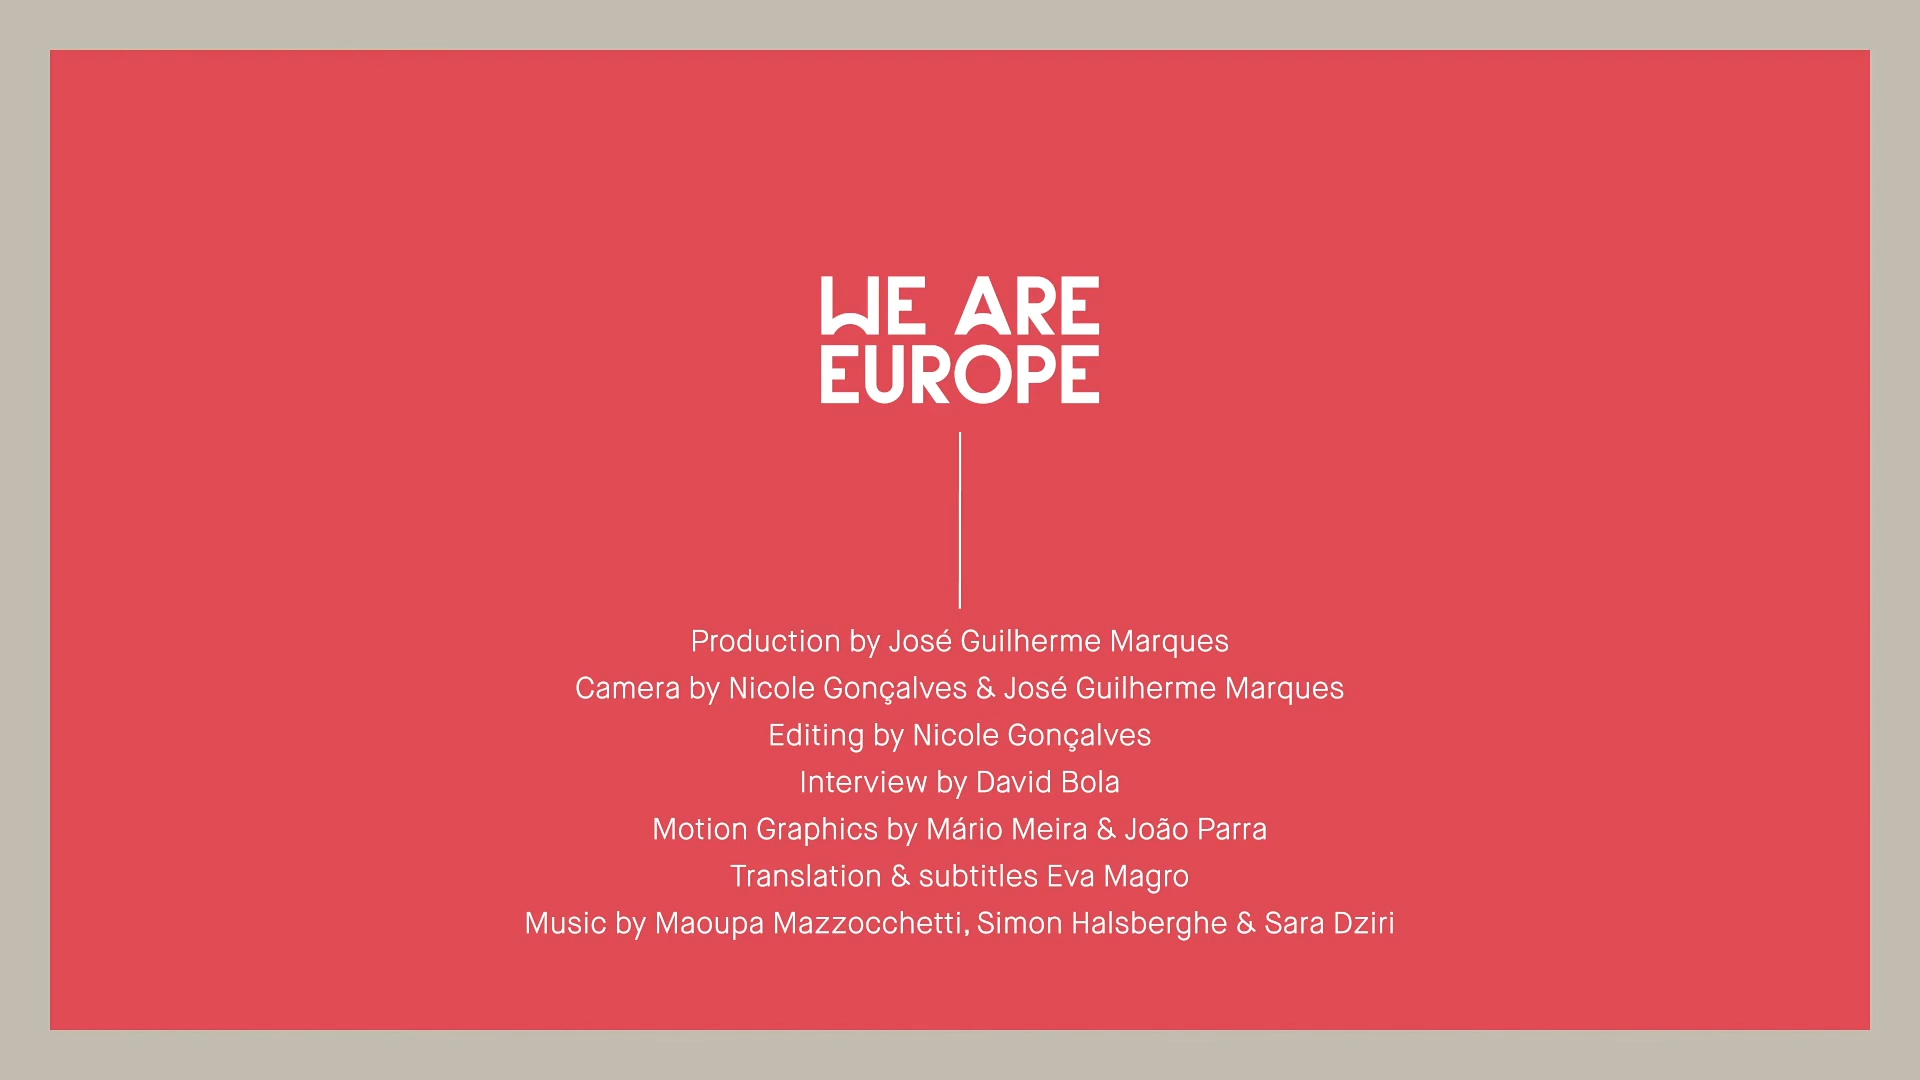 WE ARE
EUROPE
Production by José Guilherme Marques
Camera by Nicole Gonçalves & José Guilherme Marques
Editing by Nicole Gonçalves
Interview by David Bola
Motion Graphics by Mário Meira & João Parra
Translation & subtitles Eva Magro
Music by Maoupa Mazzocchetti, Simon Halsberghe & Sara Dziri